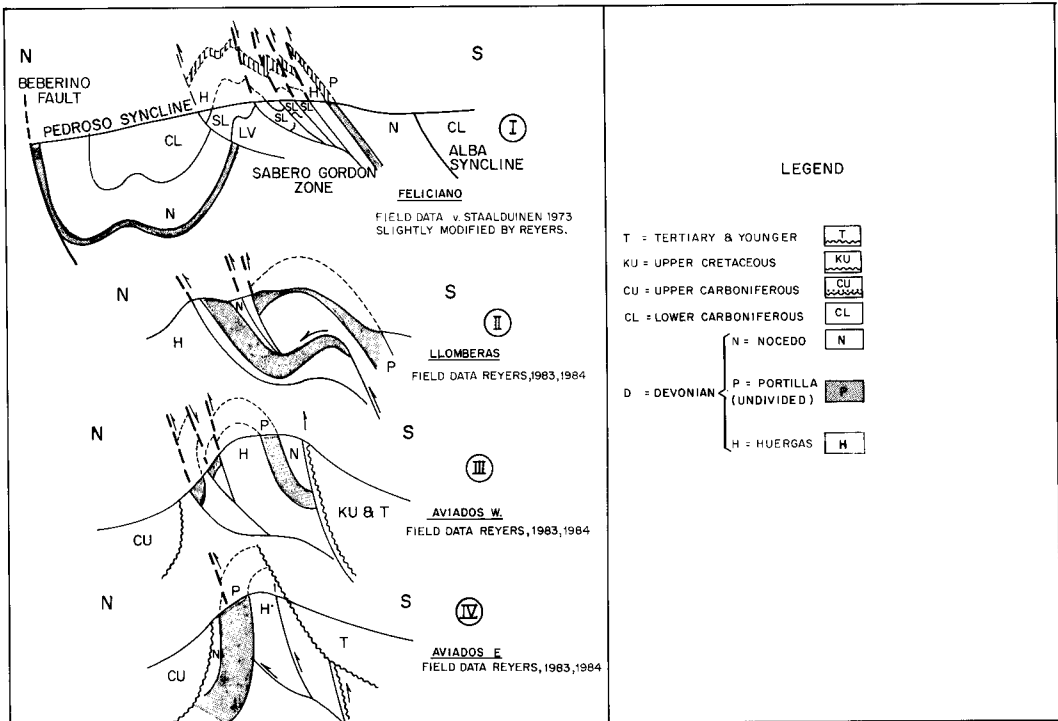 N
S
BEBERINO
FAULT
PEDROSO SYNCLINE
H
H
P
SL
SL
SL
SL
LV
CL
N
N
CL
I
ALBA
SYNCLINE
SABERO GORDON
ZONE
FELICIANO
FIELD DATA v. STAALDUINEN 1973
SLIGHTLY MODIFIED BY REYERS.
N
S
N
H
P
II
LLOMBERAS
FIELD DATA REYERS, 1983, 1984
N
S
P
H
N
III
KU & T
CU
AVIADOS W.
FIELD DATA REYERS, 1983, 1984
N
S
P
H
IV
T
N
CU
AVIADOS E
FIELD DATA REYERS, 1983, 1984
LEGEND
T = TERTIARY & YOUNGER T
KU = UPPER CRETACEOUS KU
CU = UPPER CARBONIFEROUS CU
CL = LOWER CARBONIFEROUS CL
N = NOCEDO N
D = DEVONIAN P = PORTILLA P
(UNDIVIDED)
H = HUERGAS H